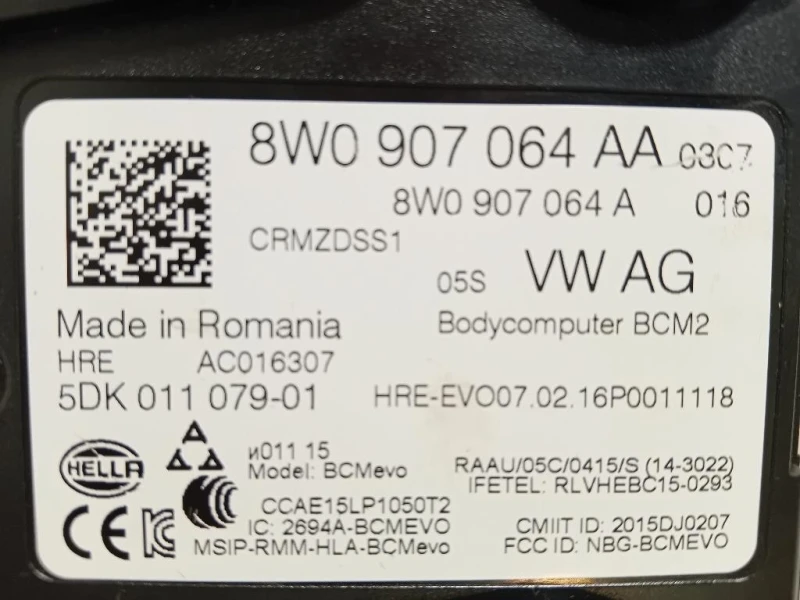 8W0 907 064 AA 03C7
8W0 907 064 A 016
CRMZDSS1
05S VW AG
Made in Romania Bodycomputer BCM2
HRE AC016307
5DK 011 079-01 HRE-EVO07.02.16P0011118
HELLA
AAA
и011 15
Model: BCMevo
RAAU/05C/0415/S (14-3022)
IFETEL: RLVHEBC15-0293
CCAE15LP1050T2
IC: 2694A-BCMEVO
MSIP-RMM-HLA-BCMevo
CMIIT ID: 2015DJ0207
FCC ID: NBG-BCMEVO
CE